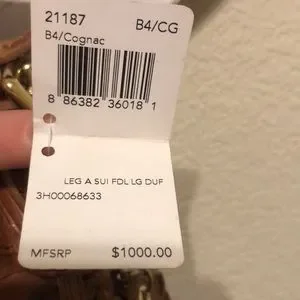 21187 B4/CG
B4/Cognac
8 86382 36018 1
LEG A SUI FDL LG DUF
3H00068633
MFSRP $1000.00